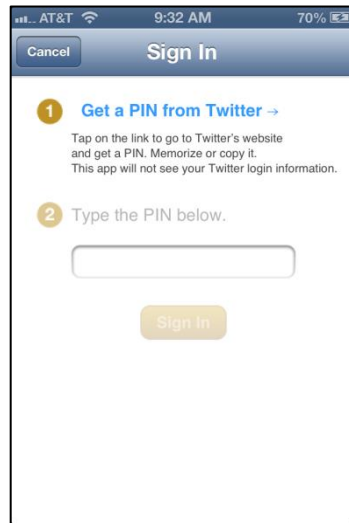 AT&T 9:32 AM 70%
Cancel Sign In
1 Get a PIN from Twitter →
Tap on the link to go to Twitter's website
and get a PIN. Memorize or copy it.
This app will not see your Twitter login information.
2 Type the PIN below.
Sign In